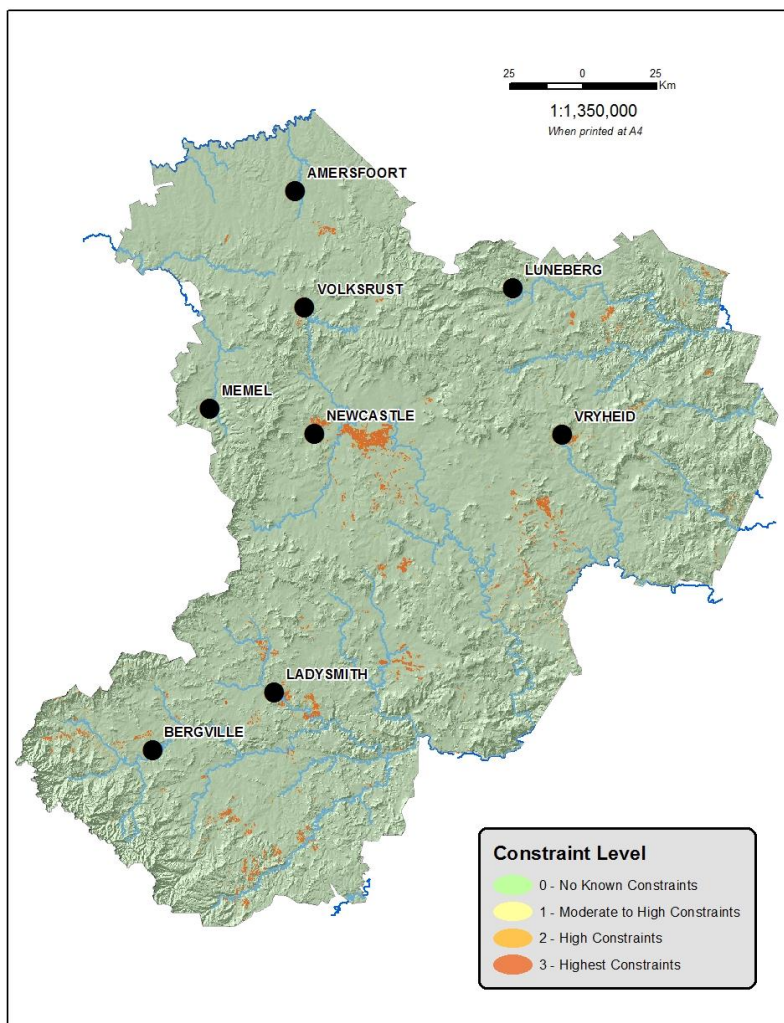 25 0 25
Km
1:1,350,000
When printed at A4
AMERSFOORT
LUNEBERG
VOLKSRUST
MEMEL
NEWCASTLE
VRYHEID
LADYSMITH
BERGVILLE
Constraint Level
0 - No Known Constraints
1 - Moderate to High Constraints
2 - High Constraints
3 - Highest Constraints